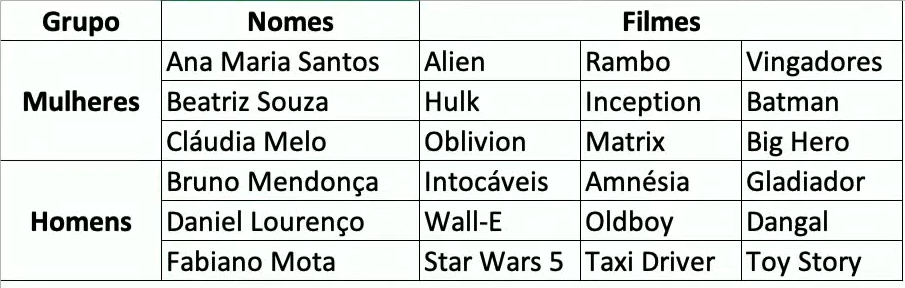 Grupo Nomes Filmes
Ana Maria Santos Alien Rambo Vingadores
Mulheres Beatriz Souza Hulk Inception Batman
Cláudia Melo Oblivion Matrix Big Hero
Bruno Mendonça Intocáveis Amnésia Gladiador
Homens Daniel Lourenço Wall-E Oldboy Dangal
Fabiano Mota Star Wars 5 Taxi Driver Toy Story